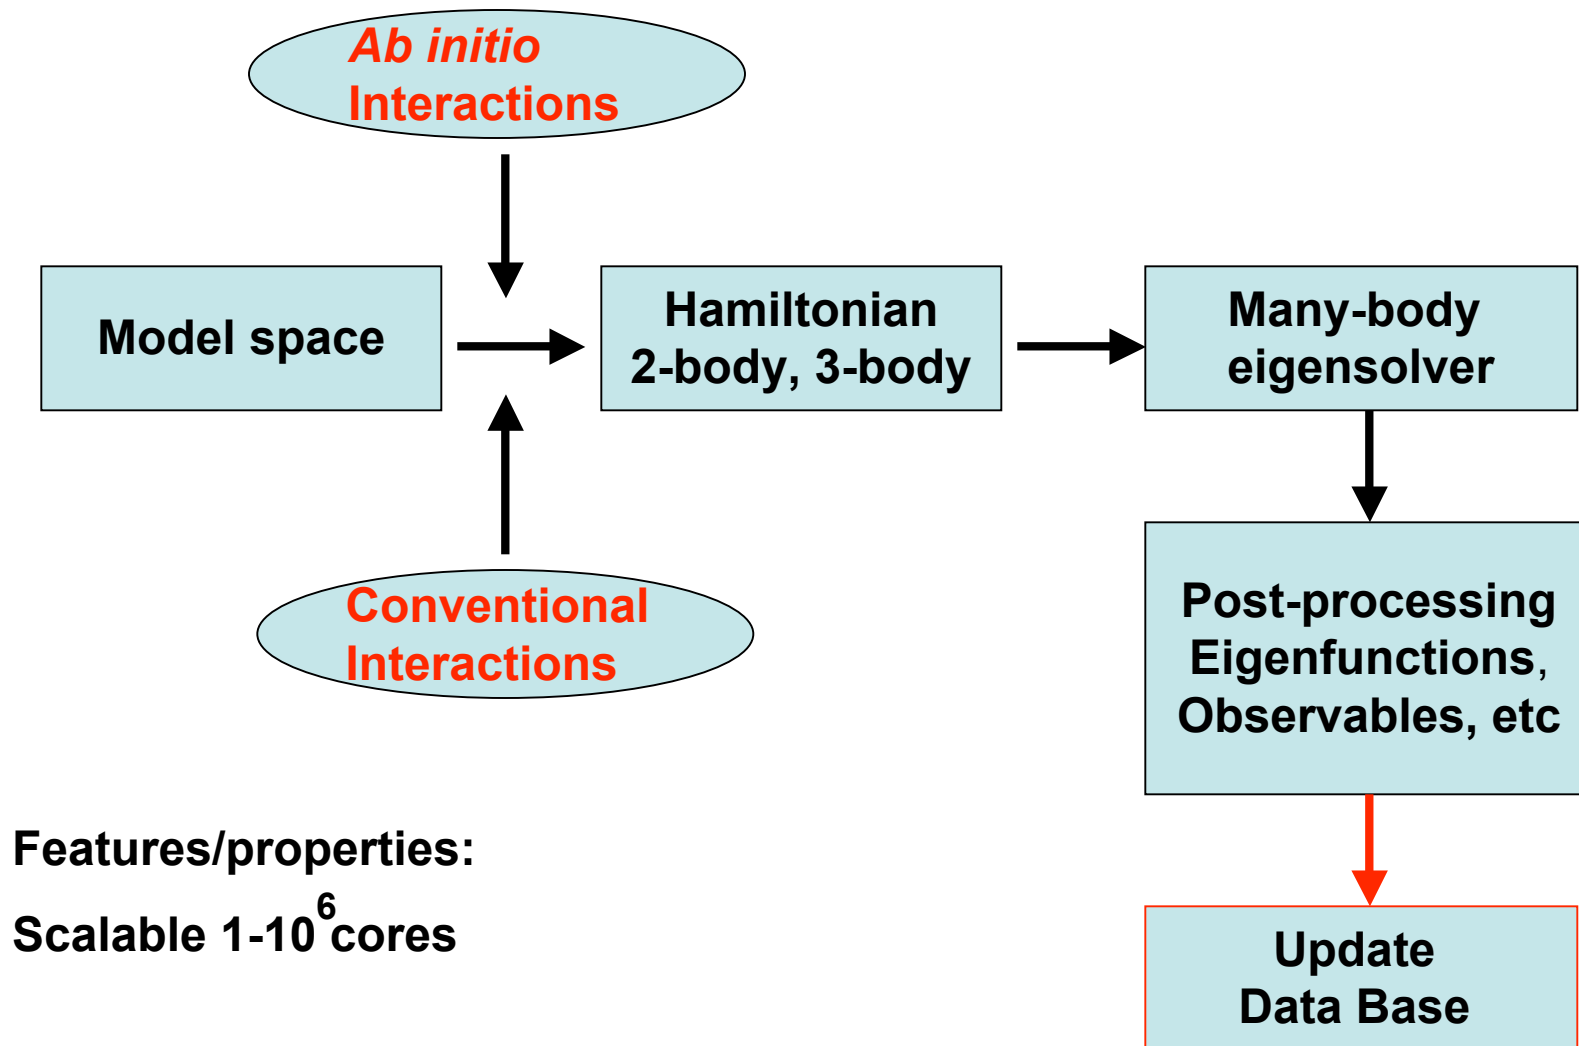 Ab initio
Interactions
Model space
Hamiltonian
2-body, 3-body
Many-body
eigensolver
Conventional
Interactions
Post-processing
Eigenfunctions,
Observables, etc
Features/properties:
Scalable 1-10⁶ cores
Update
Data Base